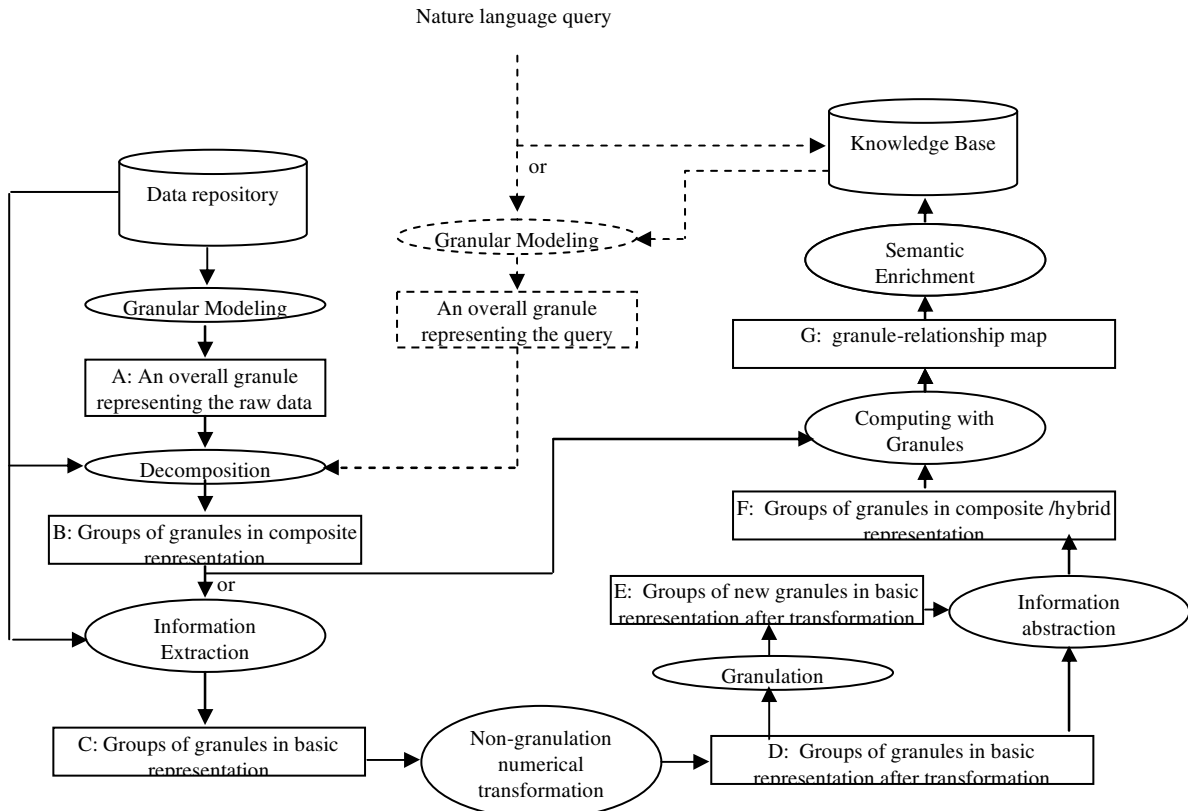 Nature language query
Knowledge Base
or
Data repository
Granular Modeling
Semantic
Enrichment
Granular Modeling
An overall granule
representing the query
G: granule-relationship map
A: An overall granule
representing the raw data
Computing with
Granules
Decomposition
F: Groups of granules in composite /hybrid
representation
B: Groups of granules in composite
representation
or
E: Groups of new granules in basic
representation after transformation
Information
abstraction
Information
Extraction
Granulation
C: Groups of granules in basic
representation
Non-granulation
numerical
transformation
D: Groups of granules in basic
representation after transformation